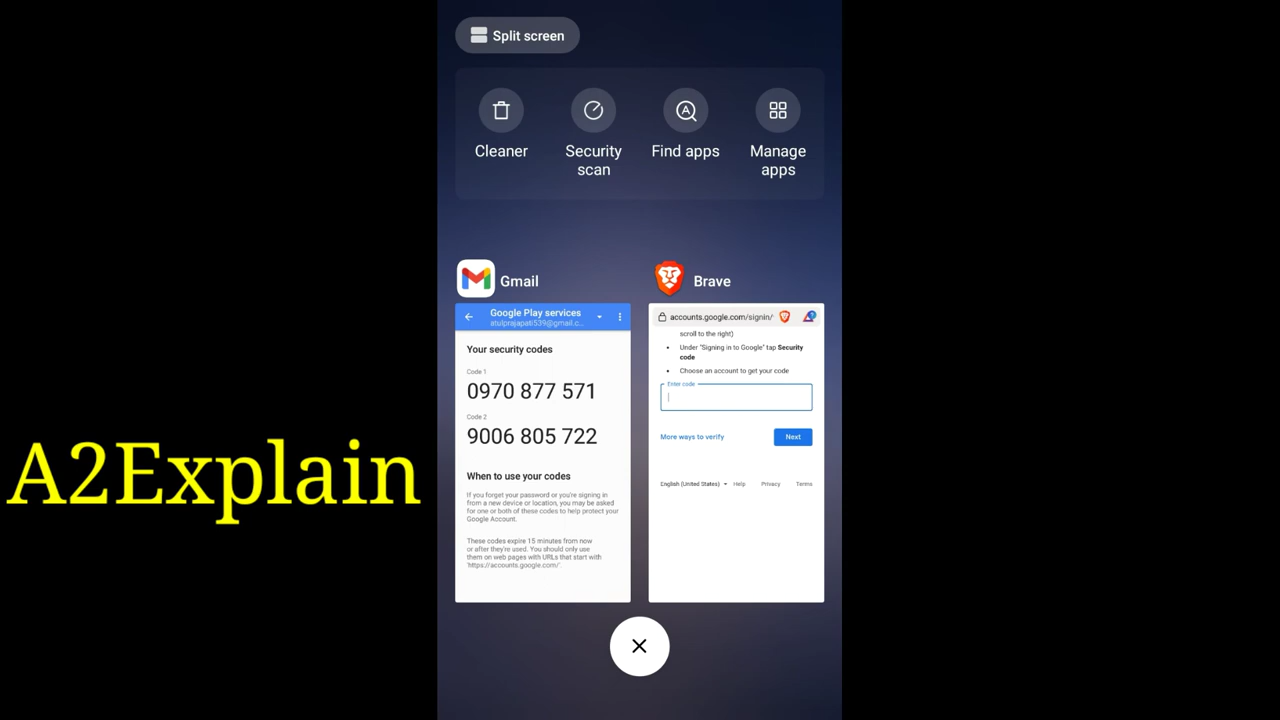 Split screen
Cleaner
Security
scan
Find apps
Manage
apps
Gmail
Brave
Google Play services
atulprajapati539@gmail.c...
Your security codes
Code 1
0970 877 571
Code 2
9006 805 722
When to use your codes
If you forget your password or you're signing in
from a new device or location, you may be asked
for one or both of these codes to help protect your
Google Account.
These codes expire 15 minutes from now
or after they're used. You should only use
them on web pages with URLs that start with
'https://accounts.google.com/'.
accounts.google.com/signin/
scroll to the right)
• Under "Signing in to Google" tap Security
code
• Choose an account to get your code
Enter code
More ways to verify
Next
English (United States)
Help
Privacy
Terms
A2Explain